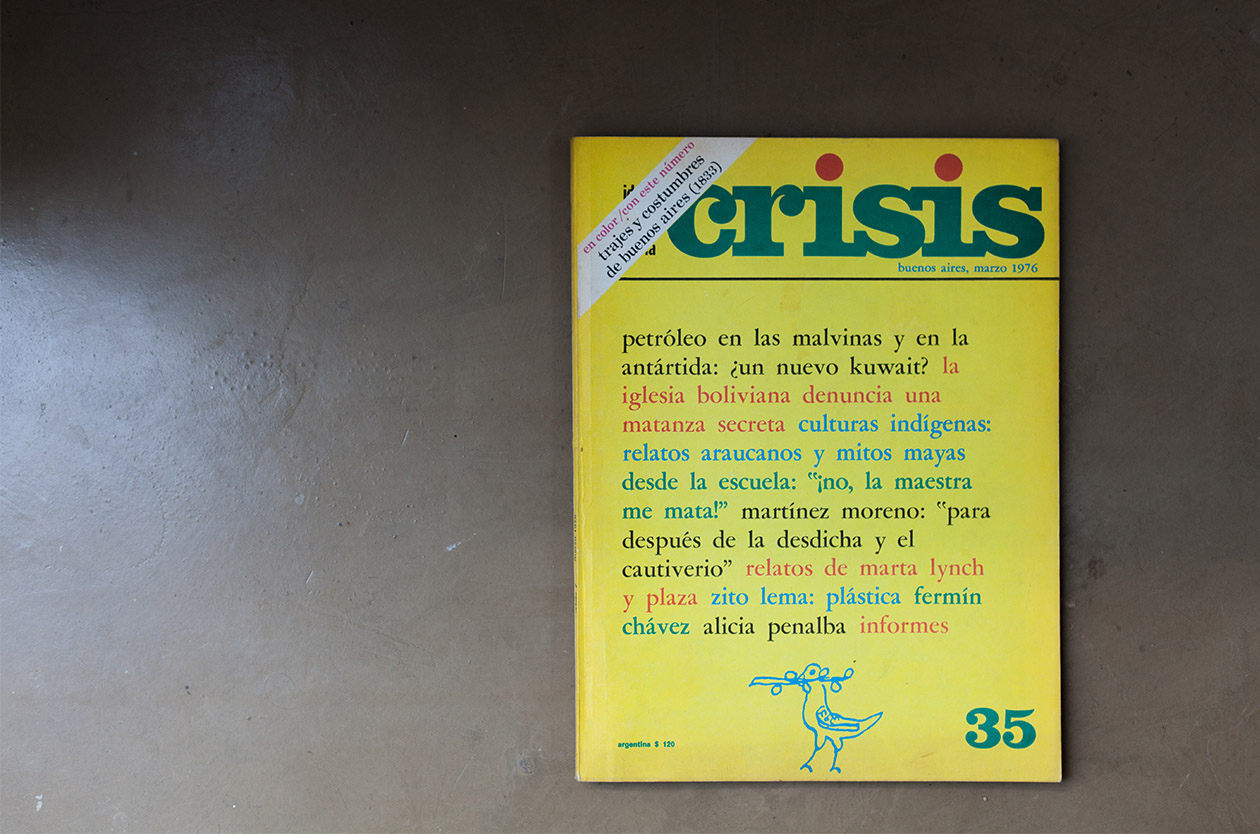 en color/con este número
trajes y costumbres
de buenos aires (1833)
crisis
buenos aires, marzo 1976
petróleo en las malvinas y en la
antártida: ¿un nuevo kuwait? la
iglesia boliviana denuncia una
matanza secreta culturas indígenas:
relatos araucanos y mitos mayas
desde la escuela: “¡no, la maestra
me mata!” martínez moreno: “para
después de la desdicha y el
cautiverio” relatos de marta lynch
y plaza zito lema: plástica fermín
chávez alicia penalba informes
argentina $ 120
35